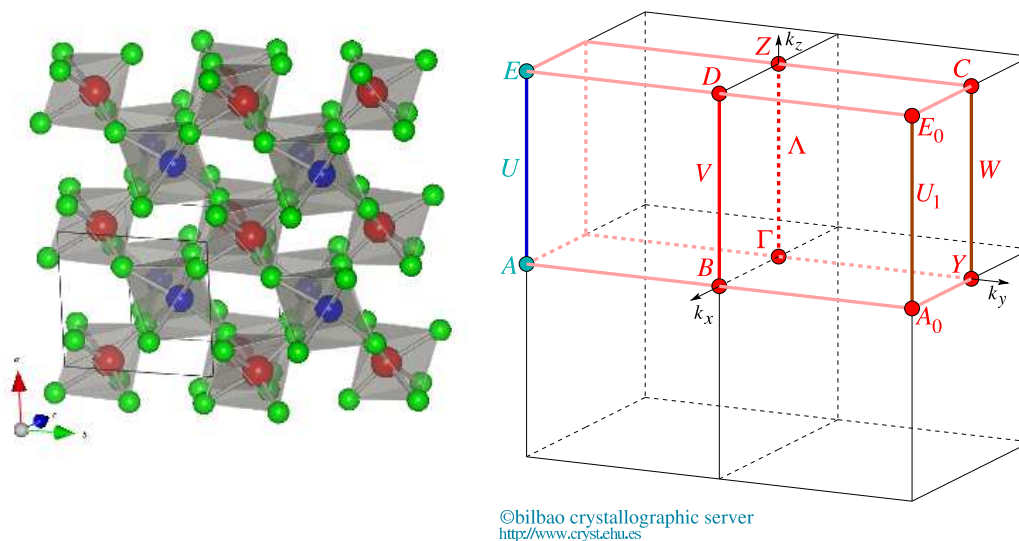 a
c
b
E
D
Z
k_z
C
E_0
U
V
Λ
U_1
W
A
B
Γ
Y
k_x
A_0
k_y
©bilbao crystallographic server
http://www.cryst.ehu.es